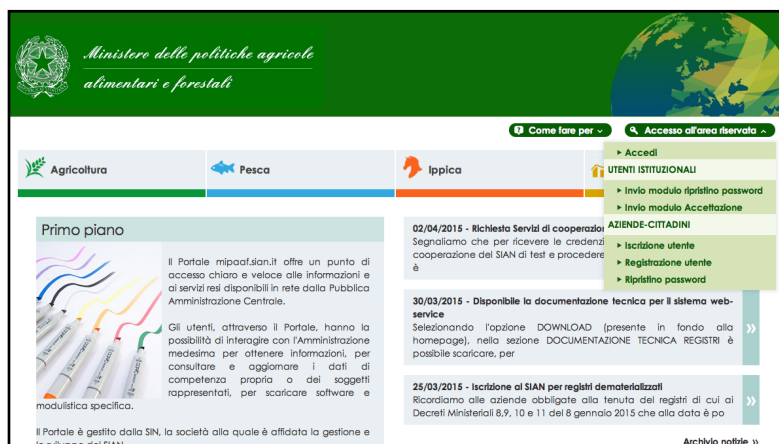 Ministero delle politiche agricole
alimentari e forestali
Come fare per
Accesso all'area riservata
Accedi
UTENTI ISTITUZIONALI
Invio modulo ripristino password
Invio modulo Accettazione
AZIENDE-CITTADINI
Iscrizione utente
Registrazione utente
Ripristino password
Agricoltura
Pesca
Ippica
Primo piano
Il Portale mipaaf.sian.it offre un punto di
accesso chiaro e veloce alle informazioni e
ai servizi resi disponibili in rete dalla Pubblica
Amministrazione Centrale.
Gli utenti, attraverso il Portale, hanno la
possibilità di interagire con l'Amministrazione
medesima per ottenere informazioni, per
consultare e aggiornare i dati di
competenza propria o dei soggetti
rappresentati, per scaricare software e
modulistica specifica.
Il Portale è gestito dalla SIN, la società alla quale è affidata la gestione e
02/04/2015 - Richiesta Servizi di cooperazion
Segnaliamo che per ricevere le credenzi
cooperazione del SIAN di test e procedere
è
30/03/2015 - Disponibile la documentazione tecnica per il sistema web-
service
Selezionando l'opzione DOWNLOAD (presente in fondo alla
homepage), nella sezione DOCUMENTAZIONE TECNICA REGISTRI è
possibile scaricare, per
»
25/03/2015 - Iscrizione al SIAN per registri dematerializzati
Ricordiamo alle aziende obbligate alla tenuta dei registri di cui ai
Decreti Ministeriali 8,9, 10 e 11 del 8 gennaio 2015 che alla data è po
»
Archivio notizie »